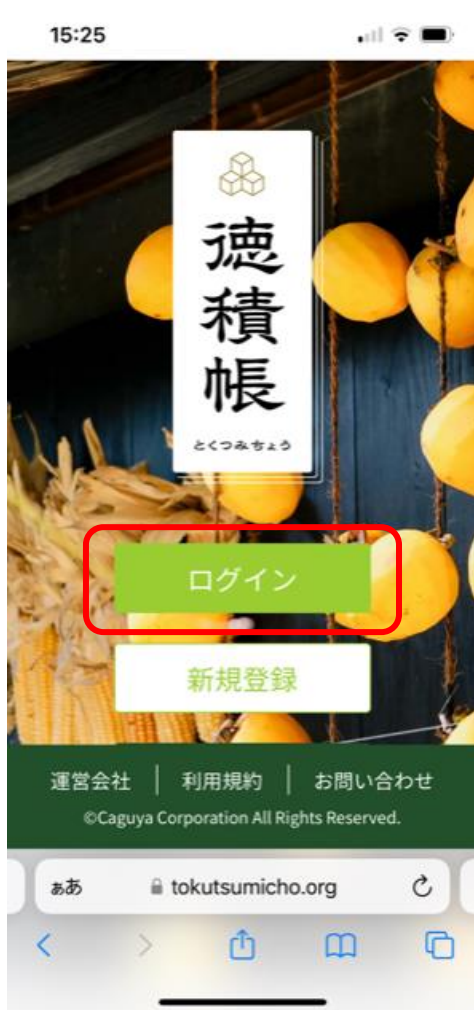 15:25
徳積帳
とくつみちょう
ログイン
新規登録
運営会社 | 利用規約 | お問い合わせ
©Caguya Corporation All Rights Reserved.
ぁあ tokutsumicho.org